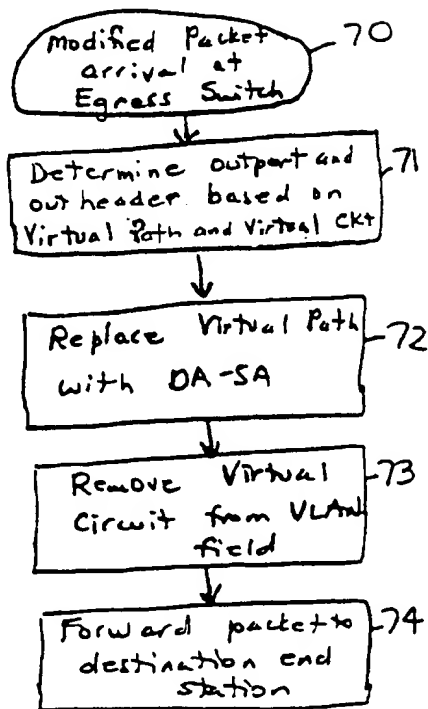 Modified Packet
arrival at
Egress Switch
70
Determine outport and
out header based on
Virtual Path and Virtual Ckt
71
Replace Virtual Path
with DA-SA
72
Remove Virtual
Circuit from VLAN
field
73
Forward packet to
destination end
station
74